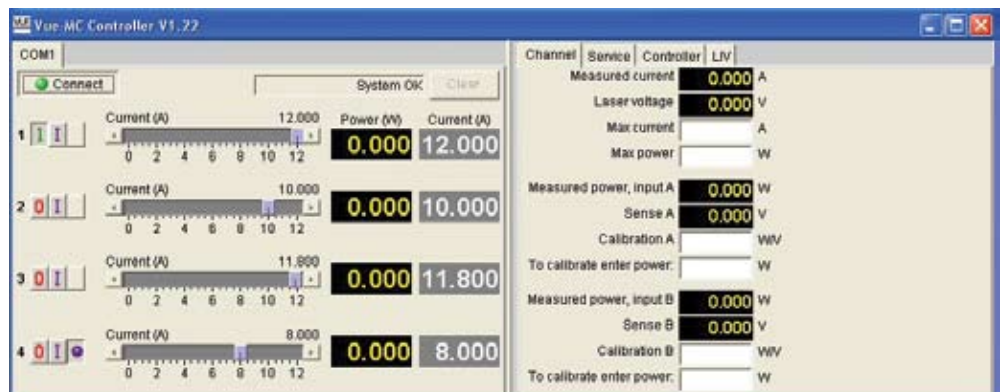 Vue-MC Controller V1.22
COM1
Connect System OK Clear
1 1 I Current (A) 12.000 Power (W) Current (A)
0.000 12.000
0 2 4 6 8 10 12
Current (A) 10.000
2 0 I 0.000 10.000
0 2 4 6 8 10 12
Current (A) 11.800
3 0 I 0.000 11.800
0 2 4 6 8 10 12
Current (A) 8.000
4 0 I 0.000 8.000
0 2 4 6 8 10 12
Channel Service Controller LIV
Measured current 0.000 A
Laser voltage 0.000 V
Max current A
Max power W
Measured power, input A 0.000 W
Sense A 0.000 V
Calibration A W/V
To calibrate enter power: W
Measured power, input B 0.000 W
Sense B 0.000 V
Calibration B W/V
To calibrate enter power: W